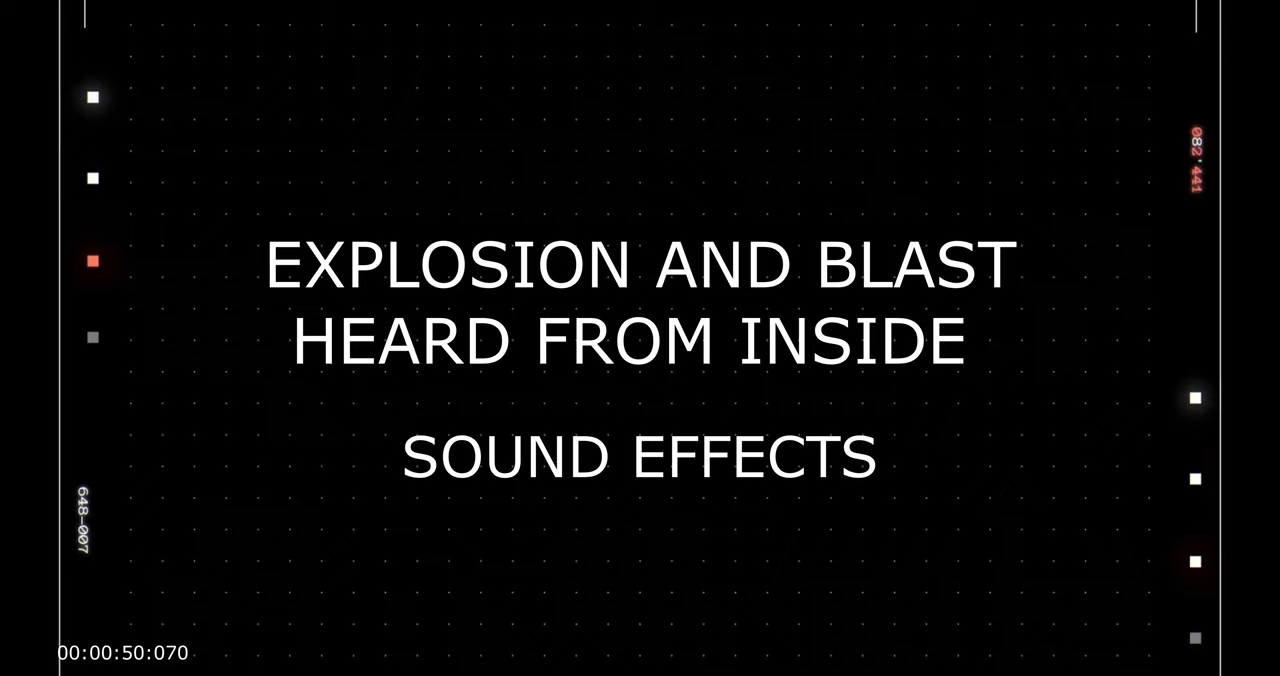 082'441
EXPLOSION AND BLAST
HEARD FROM INSIDE
SOUND EFFECTS
648-007
00:00:50:070